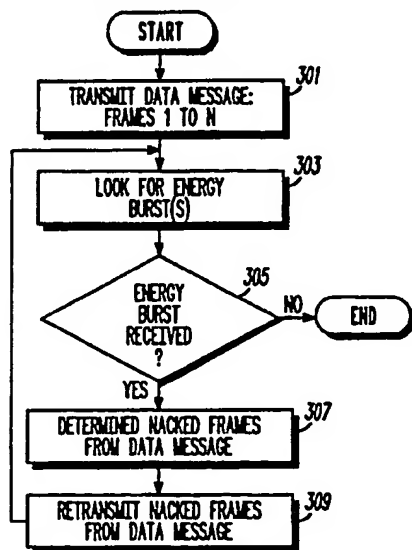 START
301
TRANSMIT DATA MESSAGE:
FRAMES 1 TO N
303
LOOK FOR ENERGY
BURST(S)
305
ENERGY
BURST
RECEIVED
?
NO
END
YES
307
DETERMINED NACKED FRAMES
FROM DATA MESSAGE
309
RETRANSMIT NACKED FRAMES
FROM DATA MESSAGE